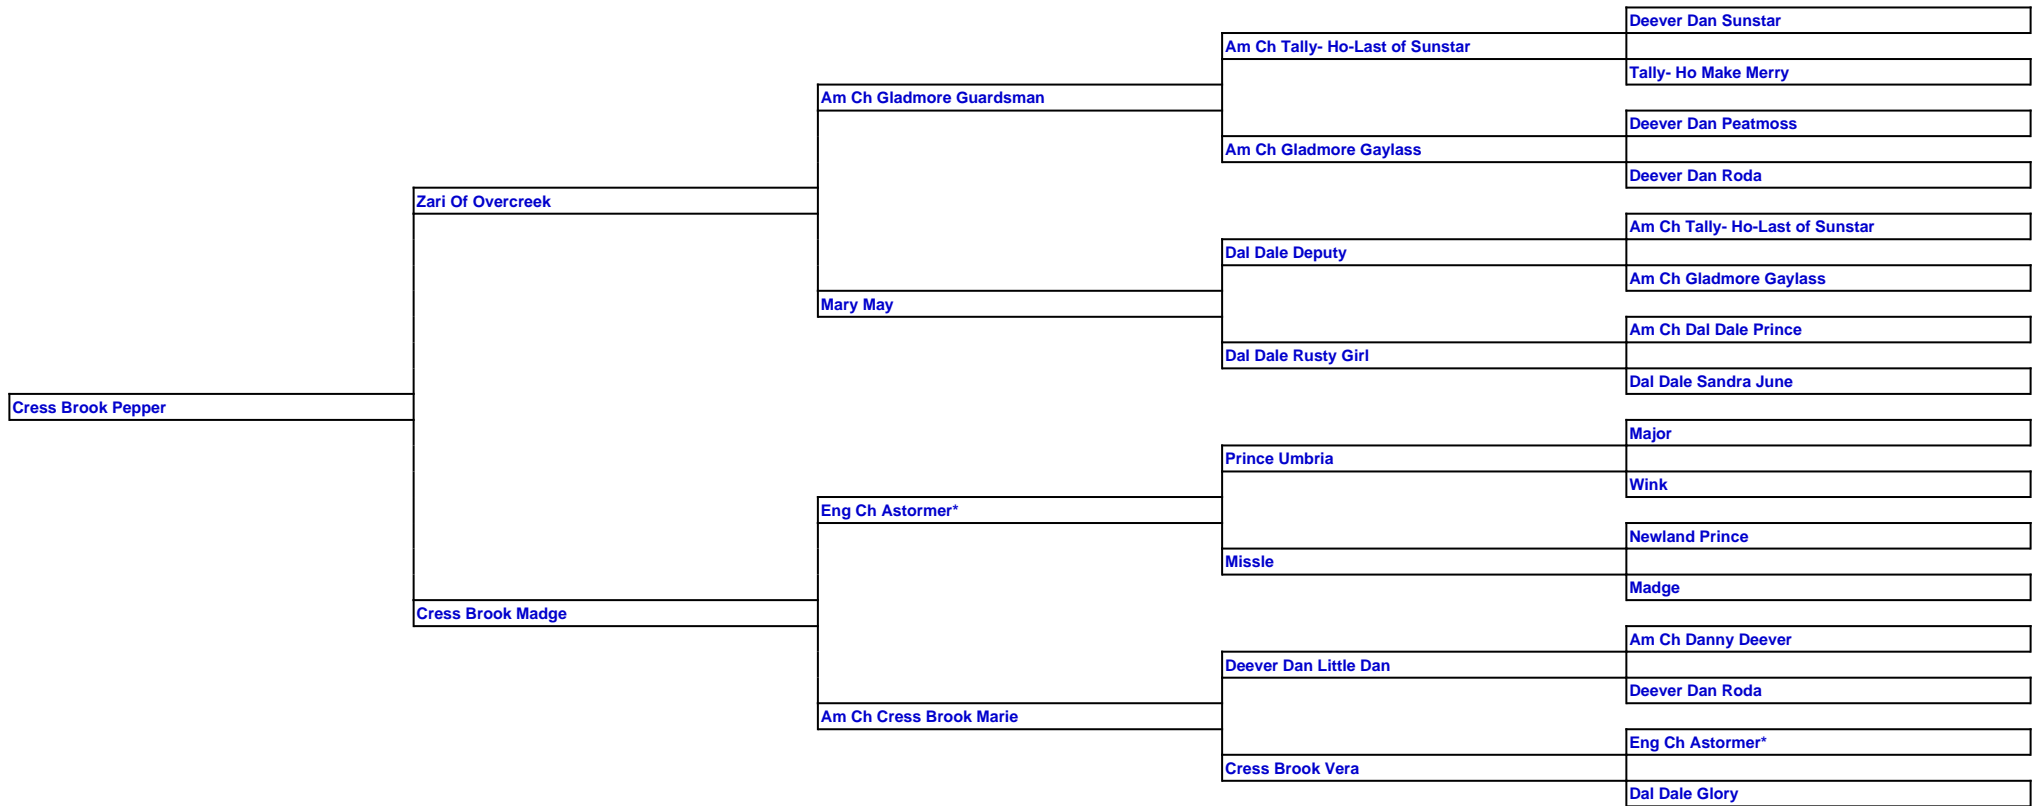 Deever Dan Sunstar
Am Ch Tally- Ho-Last of Sunstar
Tally- Ho Make Merry
Am Ch Gladmore Guardsman
Deever Dan Peatmoss
Am Ch Gladmore Gaylass
Deever Dan Roda
Zari Of Overcreek
Am Ch Tally- Ho-Last of Sunstar
Dal Dale Deputy
Am Ch Gladmore Gaylass
Mary May
Am Ch Dal Dale Prince
Dal Dale Rusty Girl
Dal Dale Sandra June
Cress Brook Pepper
Major
Prince Umbria
Wink
Eng Ch Astormer*
Newland Prince
Missle
Madge
Cress Brook Madge
Am Ch Danny Deever
Deever Dan Little Dan
Deever Dan Roda
Am Ch Cress Brook Marie
Eng Ch Astormer*
Cress Brook Vera
Dal Dale Glory